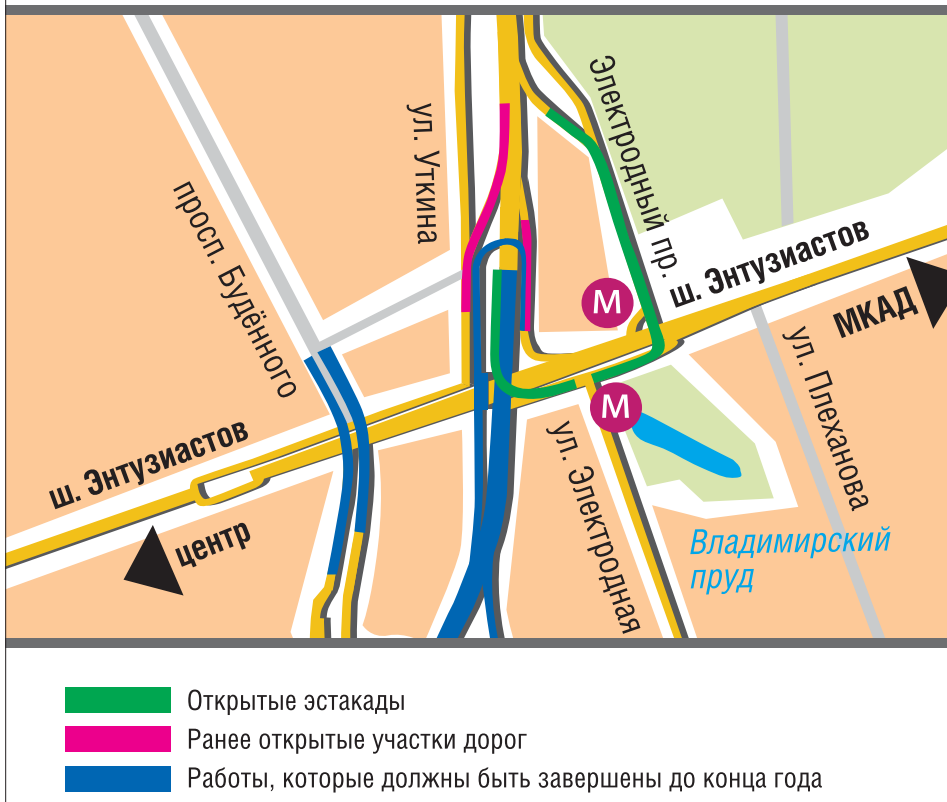 Электродный пр.
ул. Уткина
просп. Будённого
ш. Энтузиастов
МКАД
М
М
ул. Плеханова
ш. Энтузиастов
центр
ул. Электродная
Владимирский
пруд
Открытые эстакады
Ранее открытые участки дорог
Работы, которые должны быть завершены до конца года